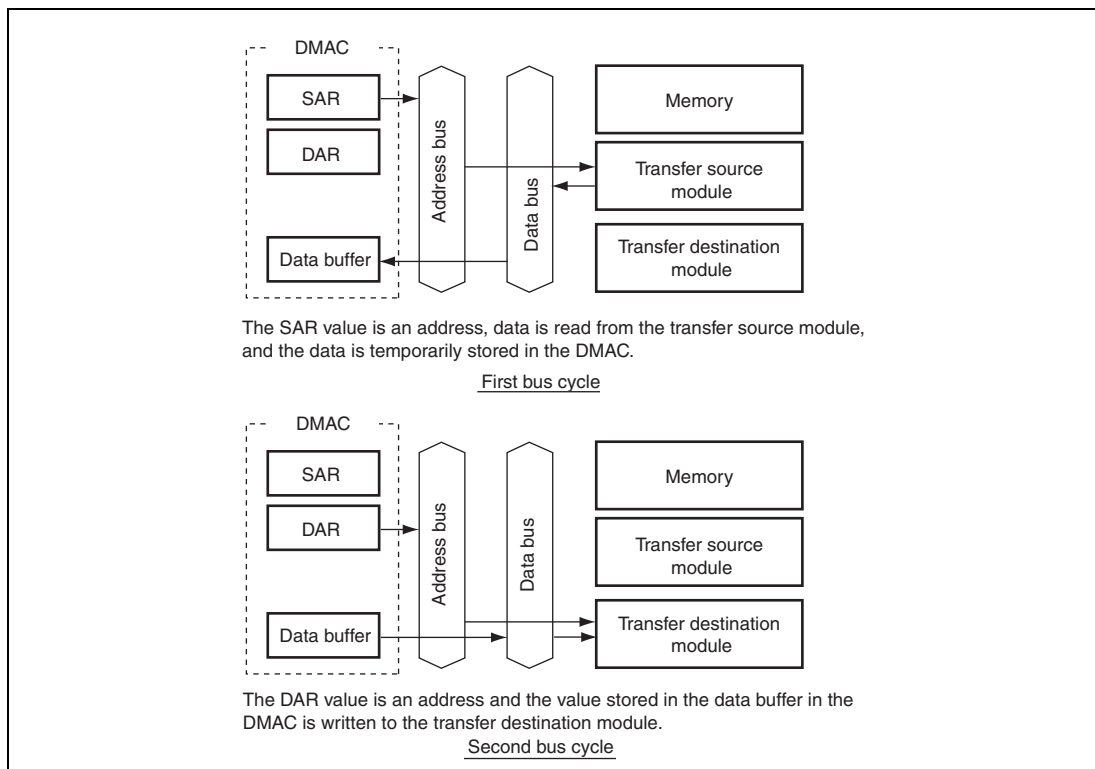 DMAC
SAR
DAR
Data buffer
Address bus
Data bus
Memory
Transfer source
module
Transfer destination
module
The SAR value is an address, data is read from the transfer source module,
and the data is temporarily stored in the DMAC.
First bus cycle
DMAC
SAR
DAR
Data buffer
Address bus
Data bus
Memory
Transfer source
module
Transfer destination
module
The DAR value is an address and the value stored in the data buffer in the
DMAC is written to the transfer destination module.
Second bus cycle